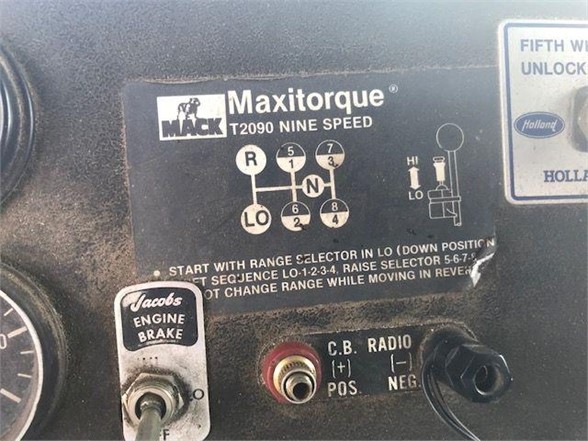 MACK
Maxitorque®
T2090 NINE SPEED
R 5 1 7 3
N
LO 6 2 8 4
HI
LO
START WITH RANGE SELECTOR IN LO (DOWN POSITION
SEQUENCE LO-1-2-3-4, RAISE SELECTOR 5-6-7-
OT CHANGE RANGE WHILE MOVING IN REVER
FIFTH W
UNLOCK
Holland
HOLLA
Jacobs
ENGINE
BRAKE
C.B. RADIO
(+) (-)
POS. NEG.